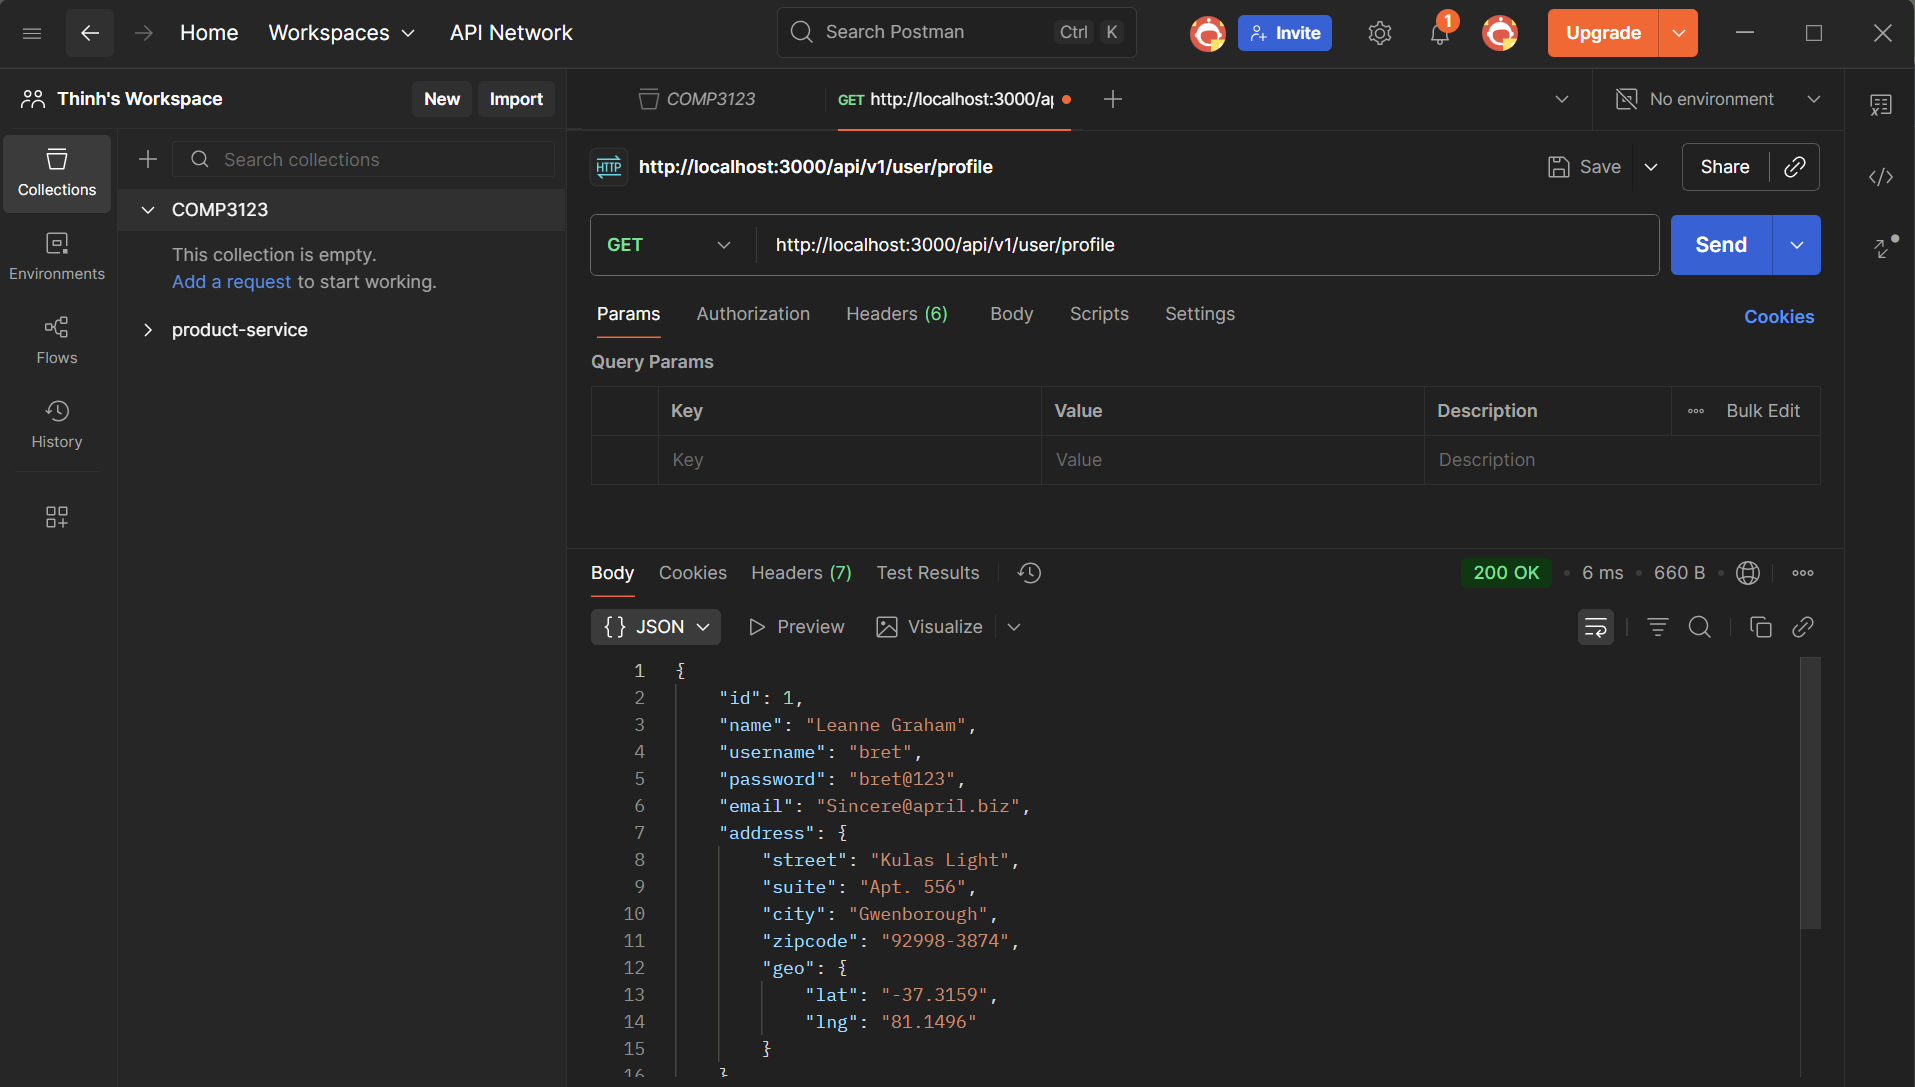 Home
Workspaces
API Network
Search Postman
Ctrl
K
Invite
1
Upgrade
Thinh's Workspace
New
Import
COMP3123
GET http://localhost:3000/ap
No environment
Collections
Environments
Flows
History
Search collections
COMP3123
This collection is empty.
Add a request to start working.
product-service
HTTP
http://localhost:3000/api/v1/user/profile
Save
Share
GET
http://localhost:3000/api/v1/user/profile
Send
Params
Authorization
Headers (6)
Body
Scripts
Settings
Cookies
Query Params
Key
Value
Description
Bulk Edit
Key
Value
Description
Body
Cookies
Headers (7)
Test Results
200 OK
6 ms
660 B
{} JSON
Preview
Visualize
1 {
2 "id": 1,
3 "name": "Leanne Graham",
4 "username": "bret",
5 "password": "bret@123",
6 "email": "Sincere@april.biz",
7 "address": {
8 "street": "Kulas Light",
9 "suite": "Apt. 556",
10 "city": "Gwenborough",
11 "zipcode": "92998-3874",
12 "geo": {
13 "lat": "-37.3159",
14 "lng": "81.1496"
15 }
16 }